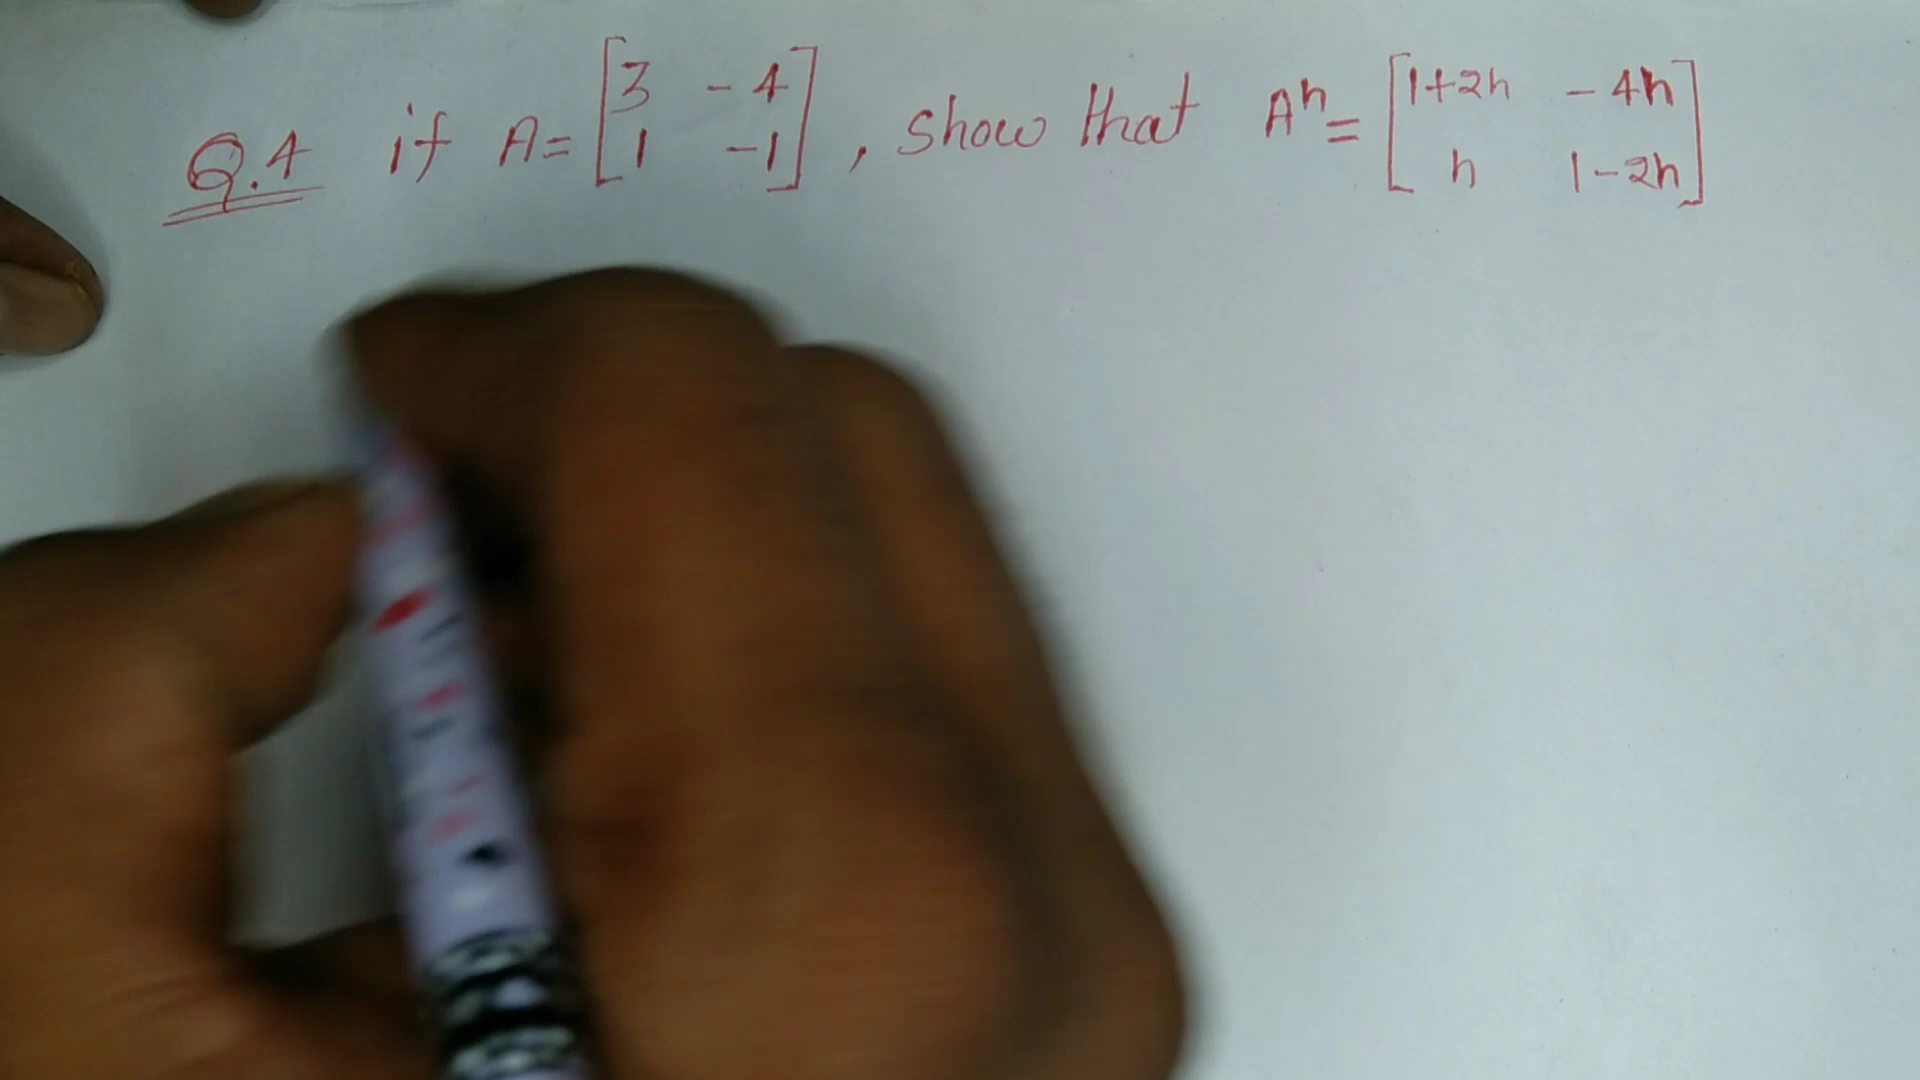 Q.4 if A = [3 -4 1 -1], show that Aⁿ = [1+2n -4n n 1-2n]